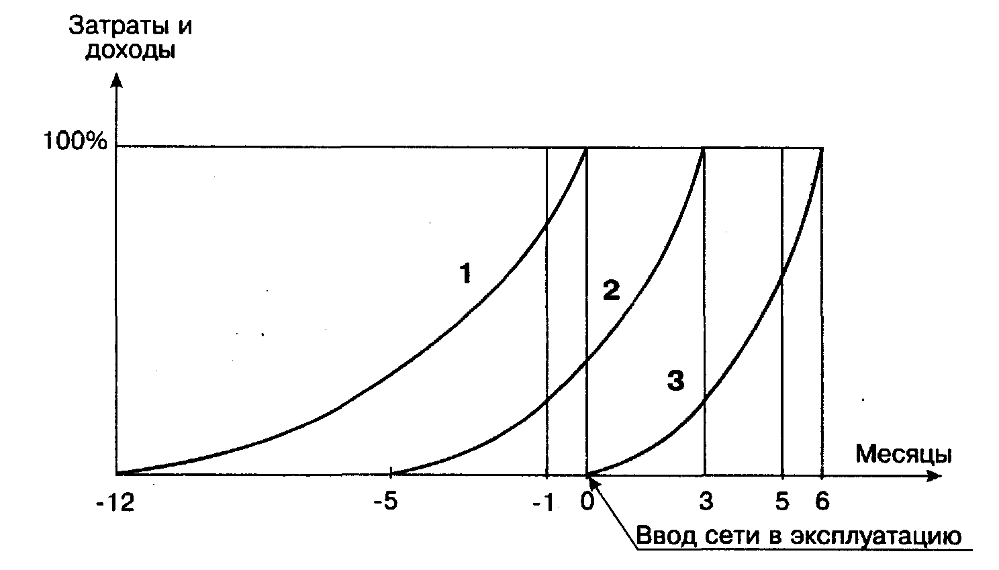 Затраты и
доходы
100%
1
2
3
Месяцы
-12 -5 -1 0 3 5 6
Ввод сети в эксплуатацию